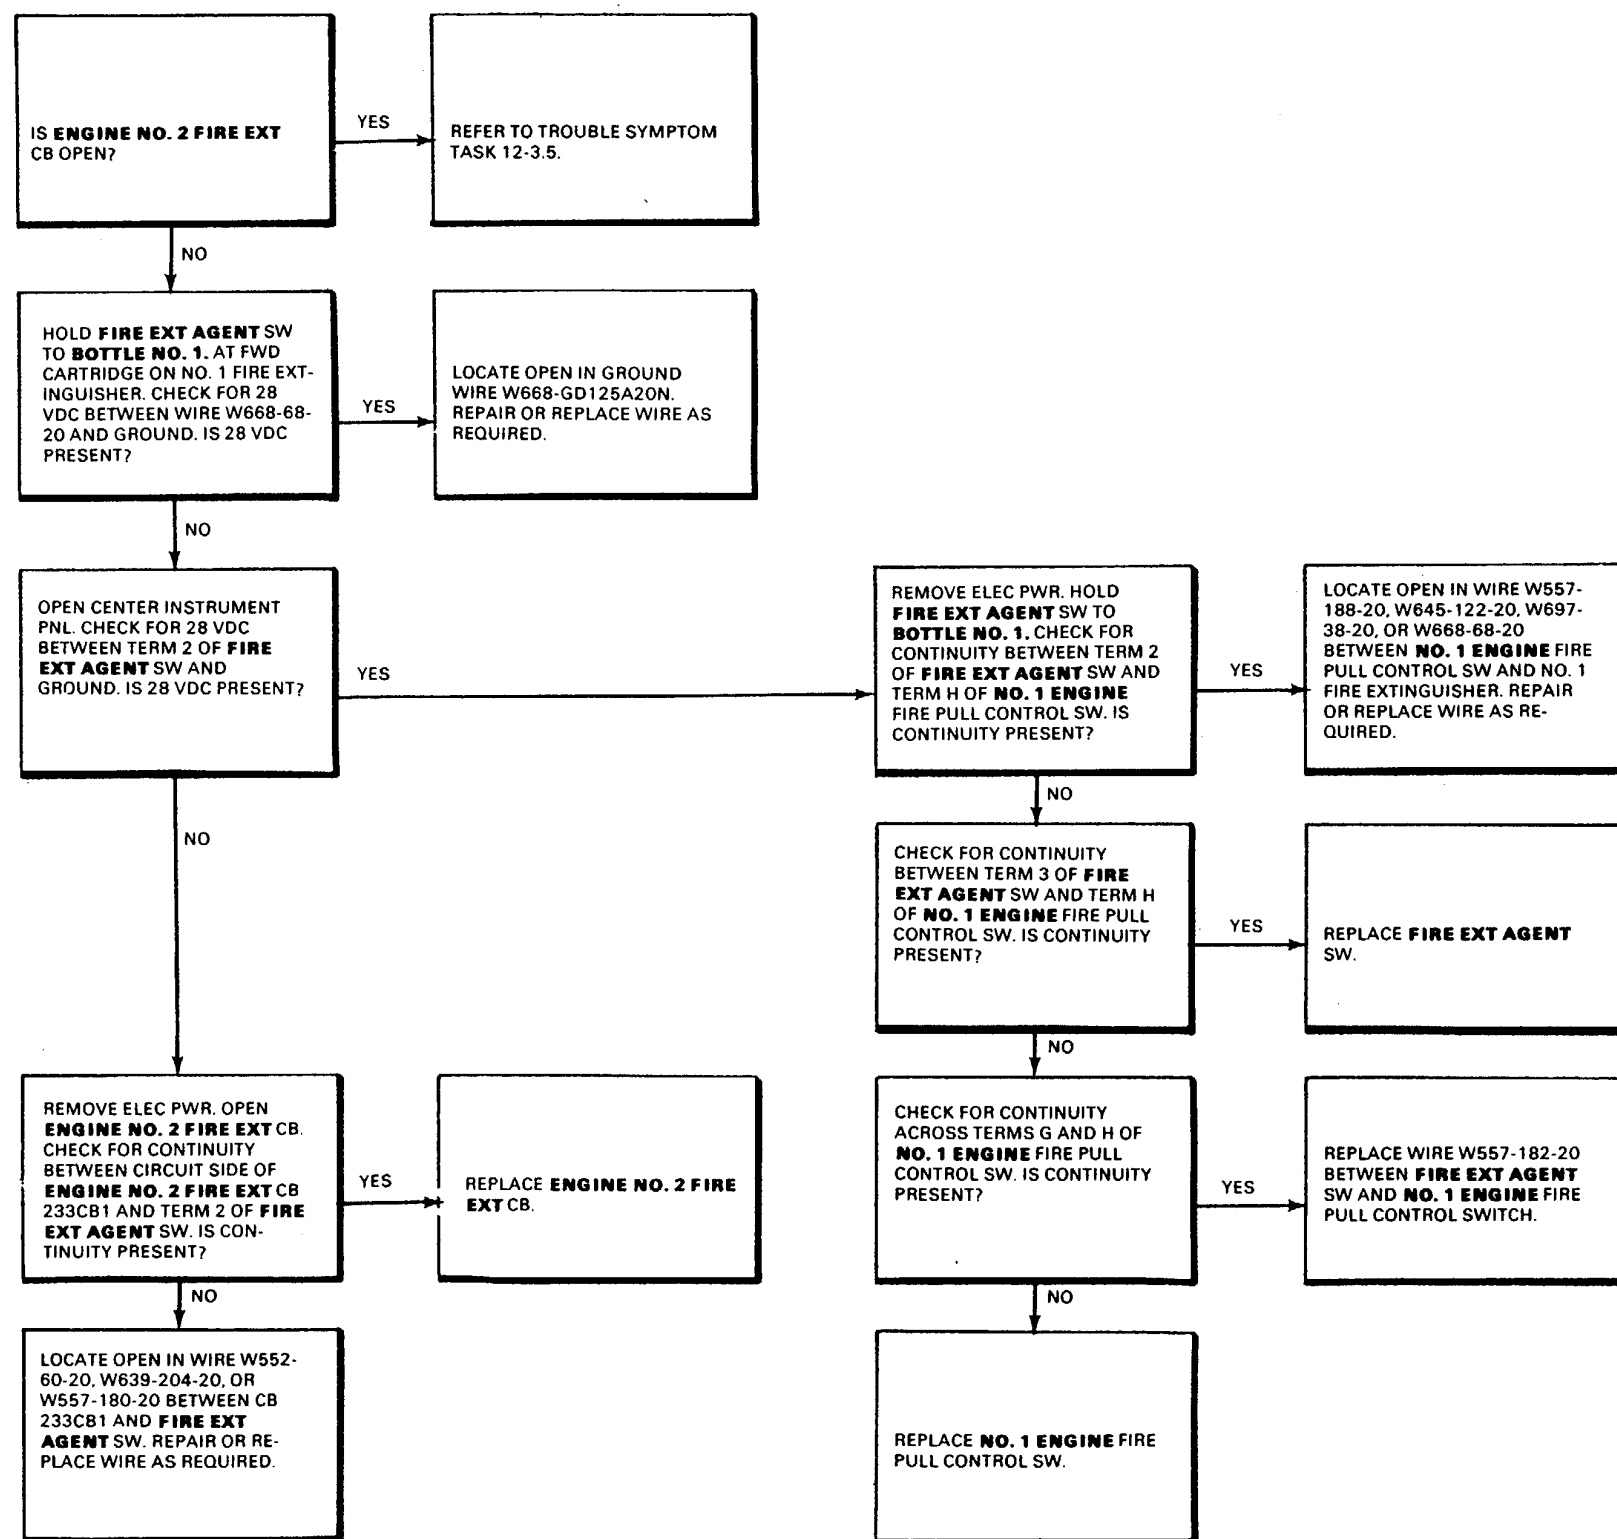 IS ENGINE NO. 2 FIRE EXT
CB OPEN?
YES
REFER TO TROUBLE SYMPTOM
TASK 12-3.5.
NO
HOLD FIRE EXT AGENT SW
TO BOTTLE NO. 1. AT FWD
CARTRIDGE ON NO. 1 FIRE EXT-
INGUISHER. CHECK FOR 28
VDC BETWEEN WIRE W668-68-
20 AND GROUND. IS 28 VDC
PRESENT?
YES
LOCATE OPEN IN GROUND
WIRE W668-GD125A20N.
REPAIR OR REPLACE WIRE AS
REQUIRED.
NO
OPEN CENTER INSTRUMENT
PNL. CHECK FOR 28 VDC
BETWEEN TERM 2 OF FIRE
EXT AGENT SW AND
GROUND. IS 28 VDC PRESENT?
YES
REMOVE ELEC PWR. HOLD
FIRE EXT AGENT SW TO
BOTTLE NO. 1. CHECK FOR
CONTINUITY BETWEEN TERM 2
OF FIRE EXT AGENT SW AND
TERM H OF NO. 1 ENGINE
FIRE PULL CONTROL SW. IS
CONTINUITY PRESENT?
YES
LOCATE OPEN IN WIRE W557-
188-20, W645-122-20, W697-
38-20, OR W668-68-20
BETWEEN NO. 1 ENGINE FIRE
PULL CONTROL SW AND NO. 1
FIRE EXTINGUISHER. REPAIR
OR REPLACE WIRE AS RE-
QUIRED.
NO
NO
CHECK FOR CONTINUITY
BETWEEN TERM 3 OF FIRE
EXT AGENT SW AND TERM H
OF NO. 1 ENGINE FIRE PULL
CONTROL SW. IS CONTINUITY
PRESENT?
YES
REPLACE FIRE EXT AGENT
SW.
NO
REMOVE ELEC PWR. OPEN
ENGINE NO. 2 FIRE EXT CB.
CHECK FOR CONTINUITY
BETWEEN CIRCUIT SIDE OF
ENGINE NO. 2 FIRE EXT CB
233CB1 AND TERM 2 OF FIRE
EXT AGENT SW. IS CON-
TINUITY PRESENT?
YES
REPLACE ENGINE NO. 2 FIRE
EXT CB.
CHECK FOR CONTINUITY
ACROSS TERMS G AND H OF
NO. 1 ENGINE FIRE PULL
CONTROL SW. IS CONTINUITY
PRESENT?
YES
REPLACE WIRE W557-182-20
BETWEEN FIRE EXT AGENT
SW AND NO. 1 ENGINE FIRE
PULL CONTROL SWITCH.
NO
NO
LOCATE OPEN IN WIRE W552-
60-20, W639-204-20, OR
W557-180-20 BETWEEN CB
233CB1 AND FIRE EXT
AGENT SW. REPAIR OR RE-
PLACE WIRE AS REQUIRED.
REPLACE NO. 1 ENGINE FIRE
PULL CONTROL SW.